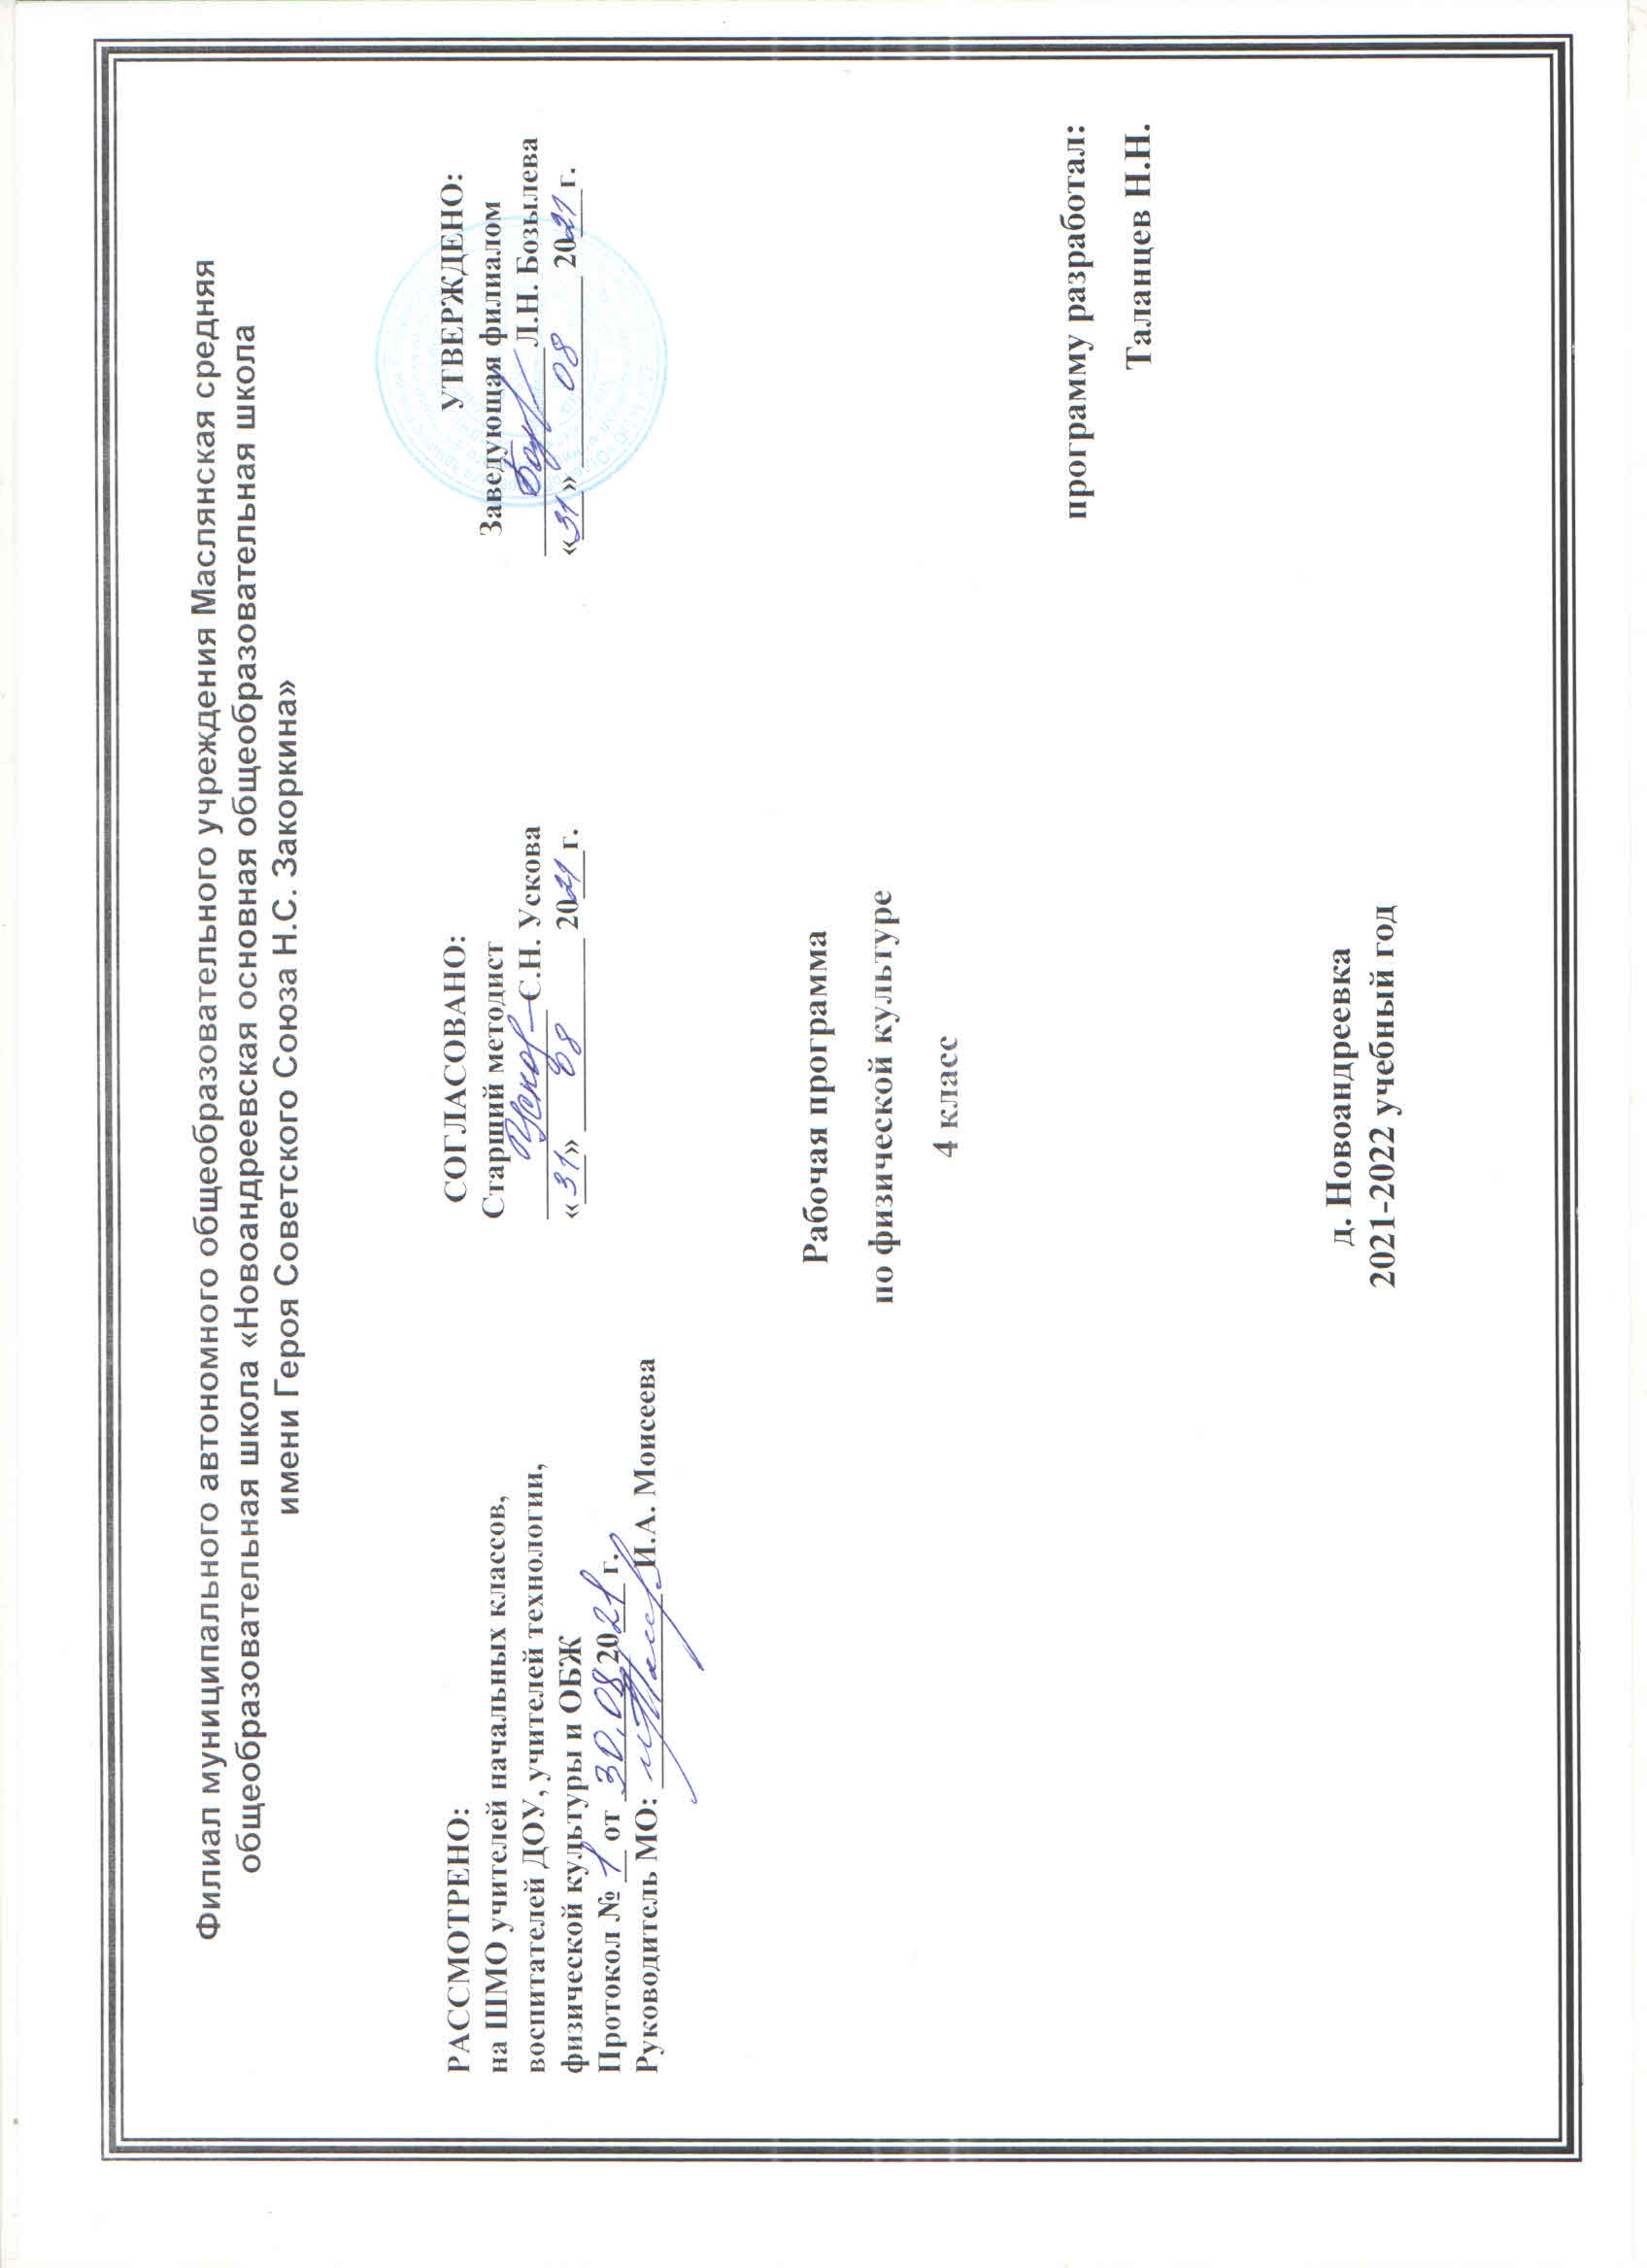 Филиал муниципального автономного общеобразовательного учреждения Маслянская средняя
общеобразовательная школа «Новоандреевская основная общеобразовательная школа
имени Героя Советского Союза Н.С. Закоркина»
РАССМОТРЕНО:
на ШМО учителей начальных классов,
воспитателей ДОУ, учителей технологии,
физической культуры и ОБЖ
Протокол № 1 от 30.08 2021 г.
Руководитель МО: И.А. Моисеева
СОГЛАСОВАНО:
Старший методист
С.Н. Ускова
«31» 08 2021 г.
УТВЕРЖДЕНО:
Заведующая филиалом
Л.Н. Бозылева
«31» 08 2021 г.
Рабочая программа
по физической культуре
4 класс
программу разработал:
Таланцев Н.Н.
д. Новоандреевка
2021-2022 учебный год